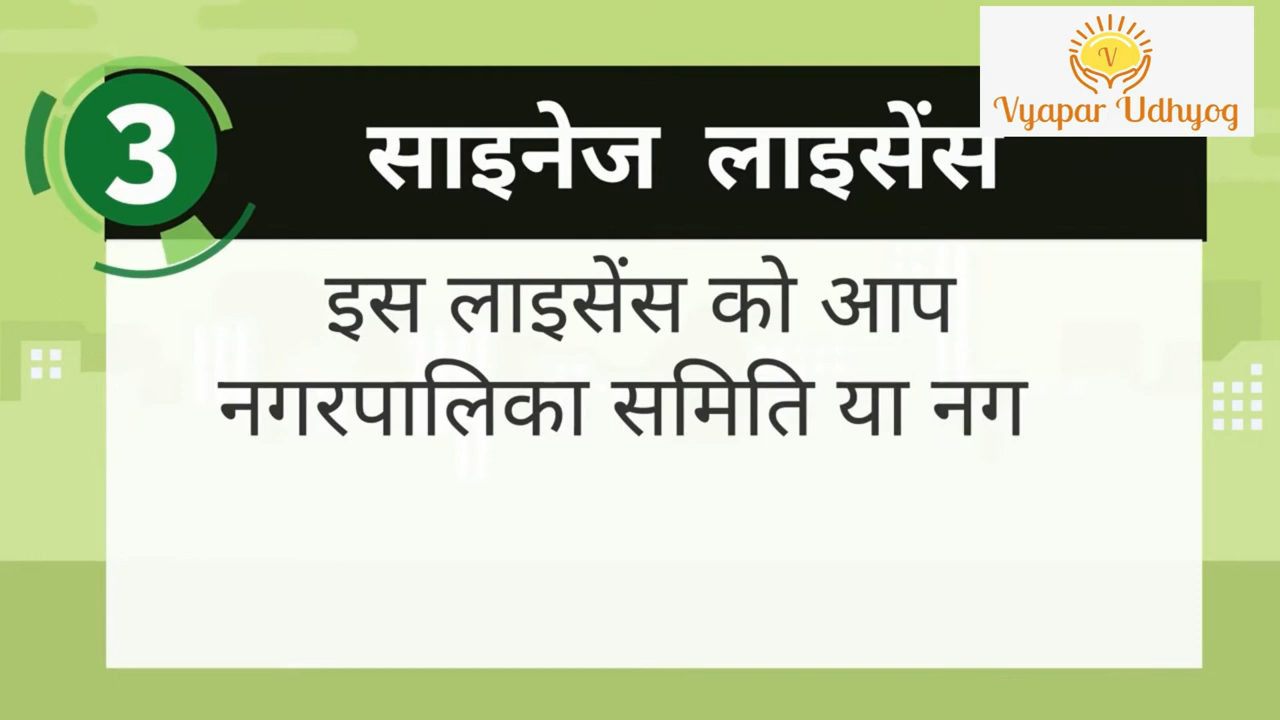 V
Vyapar Udhyog
3
साइनेज लाइसेंस
इस लाइसेंस को आप
नगरपालिका समिति या नग